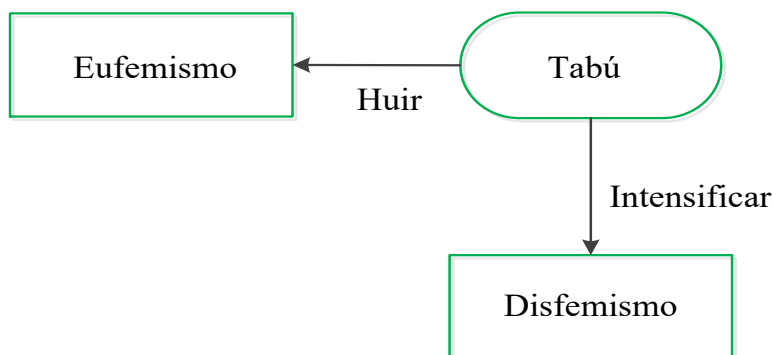 Eufemismo
Tabú
Huir
Intensificar
Disfemismo